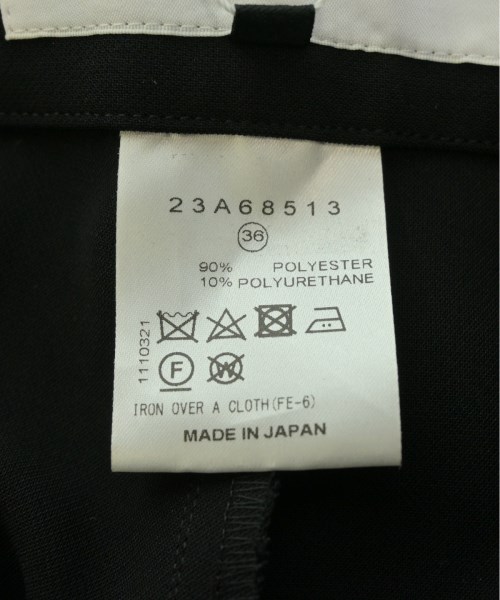 23A68513
36
90% POLYESTER
10% POLYURETHANE
1110321
F W
IRON OVER A CLOTH(FE-6)
MADE IN JAPAN